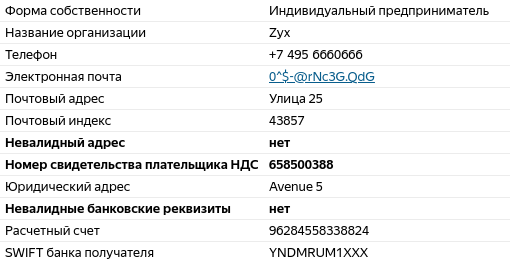 Форма собственности Индивидуальный предприниматель
Название организации Zyx
Телефон +7 495 6660666
Электронная почта 0^$-@rNc3G.QdG
Почтовый адрес Улица 25
Почтовый индекс 43857
Невалидный адрес нет
Номер свидетельства плательщика НДС 658500388
Юридический адрес Avenue 5
Невалидные банковские реквизиты нет
Расчетный счет 96284558338824
SWIFT банка получателя YNDMRUM1XXX